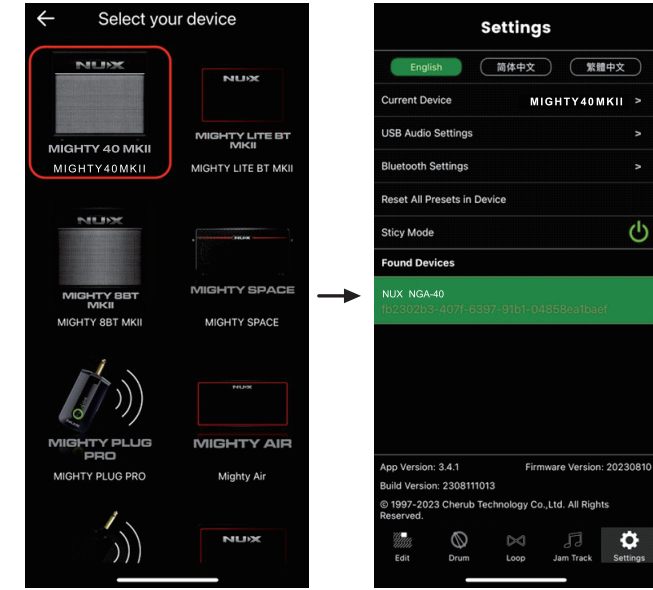 Select your device
NUX
MIGHTY 40 MKII
MIGHTY40MKII
NUX
MIGHTY LITE BT
MKII
MIGHTY LITE BT MKII
NUX
MIGHTY 8BT
MKII
MIGHTY 8BT MKII
NUX
MIGHTY SPACE
MIGHTY SPACE
MIGHTY PLUG
PRO
MIGHTY PLUG PRO
NUX
MIGHTY AIR
Mighty Air
NUX
Settings
English
简体中文
繁體中文
Current Device MIGHTY40MKII >
USB Audio Settings >
Bluetooth Settings >
Reset All Presets in Device
Sticy Mode
Found Devices
NUX NGA-40
fb2302b3-407f-6397-91b1-04858ea1baef
App Version: 3.4.1 Firmware Version: 20230810
Build Version: 2308111013
© 1997-2023 Cherub Technology Co.,Ltd. All Rights
Reserved.
Edit Drum Loop Jam Track Settings